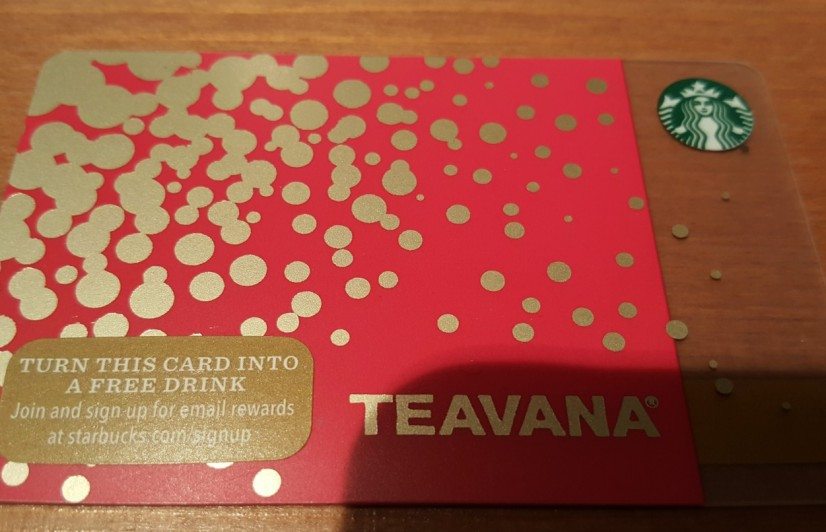 TURN THIS CARD INTO
A FREE DRINK
Join and sign up for email rewards
at starbucks.com/signup
TEAVANA®